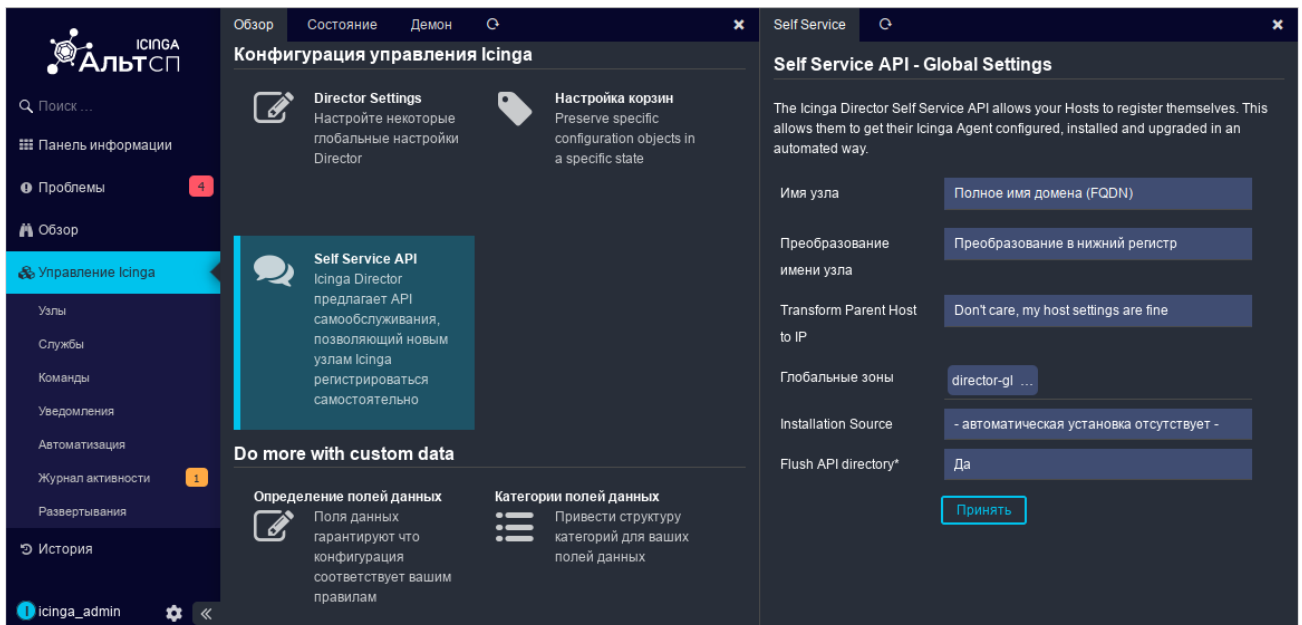 ICINGA
АЛЬТСП
Поиск ...
Панель информации
Проблемы
4
Обзор
Управление Icinga
Узлы
Службы
Команды
Уведомления
Автоматизация
Журнал активности
1
Развертывания
История
icinga_admin
Обзор
Состояние
Демон
Конфигурация управления Icinga
Director Settings
Настройте некоторые
глобальные настройки
Director
Настройка корзин
Preserve specific
configuration objects in
a specific state
Self Service API
Icinga Director
предлагает API
самообслуживания,
позволяющий новым
узлам Icinga
регистрироваться
самостоятельно
Do more with custom data
Определение полей данных
Поля данных
гарантируют что
конфигурация
соответствует вашим
правилам
Категории полей данных
Привести структуру
категорий для ваших
полей данных
Self Service
Self Service API - Global Settings
The Icinga Director Self Service API allows your Hosts to register themselves. This
allows them to get their Icinga Agent configured, installed and upgraded in an
automated way.
Имя узла
Полное имя домена (FQDN)
Преобразование
имени узла
Преобразование в нижний регистр
Transform Parent Host
to IP
Don't care, my host settings are fine
Глобальные зоны
director-gl ...
Installation Source
- автоматическая установка отсутствует -
Flush API directory*
Да
Принять